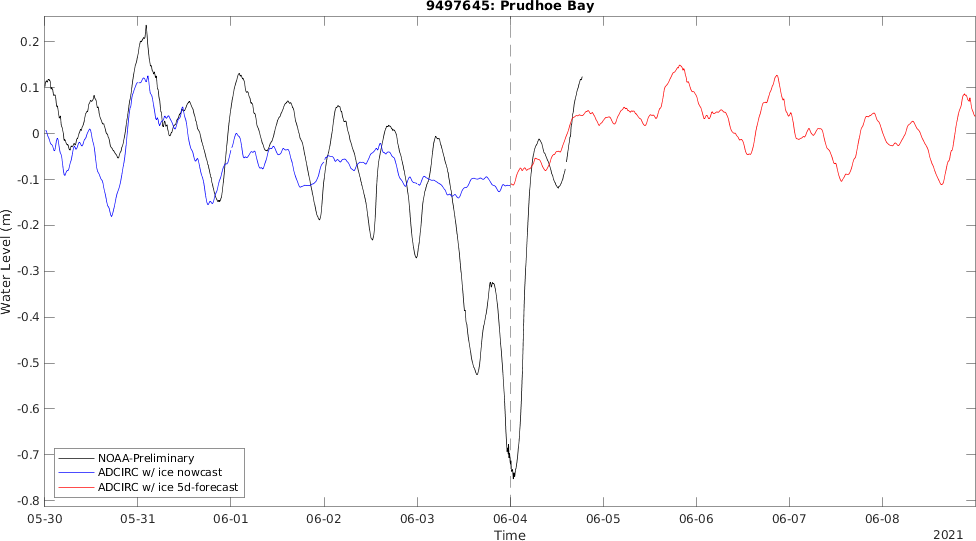 9497645: Prudhoe Bay
Water Level (m)
0.2
0.1
0
-0.1
-0.2
-0.3
-0.4
-0.5
-0.6
-0.7
-0.8
NOAA-Preliminary
ADCIRC w/ ice nowcast
ADCIRC w/ ice 5d-forecast
05-30 05-31 06-01 06-02 06-03 06-04 06-05 06-06 06-07 06-08
Time
2021